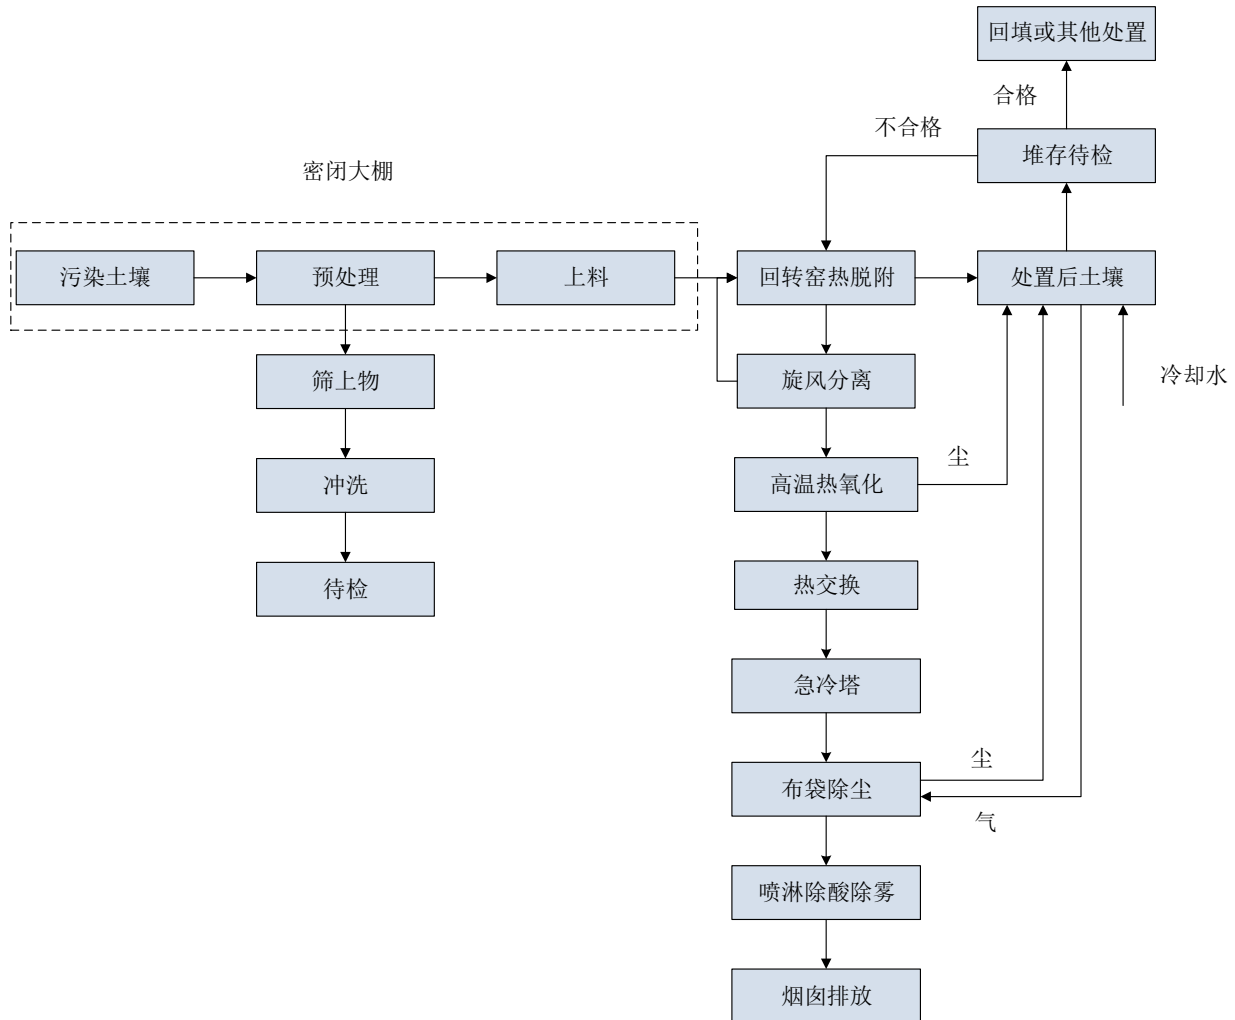 回填或其他处置
合格
不合格
堆存待检
密闭大棚
污染土壤
预处理
上料
回转窑热脱附
处置后土壤
筛上物
旋风分离
冷却水
冲洗
高温热氧化
尘
待检
热交换
急冷塔
布袋除尘
尘
气
喷淋除酸除雾
烟囱排放